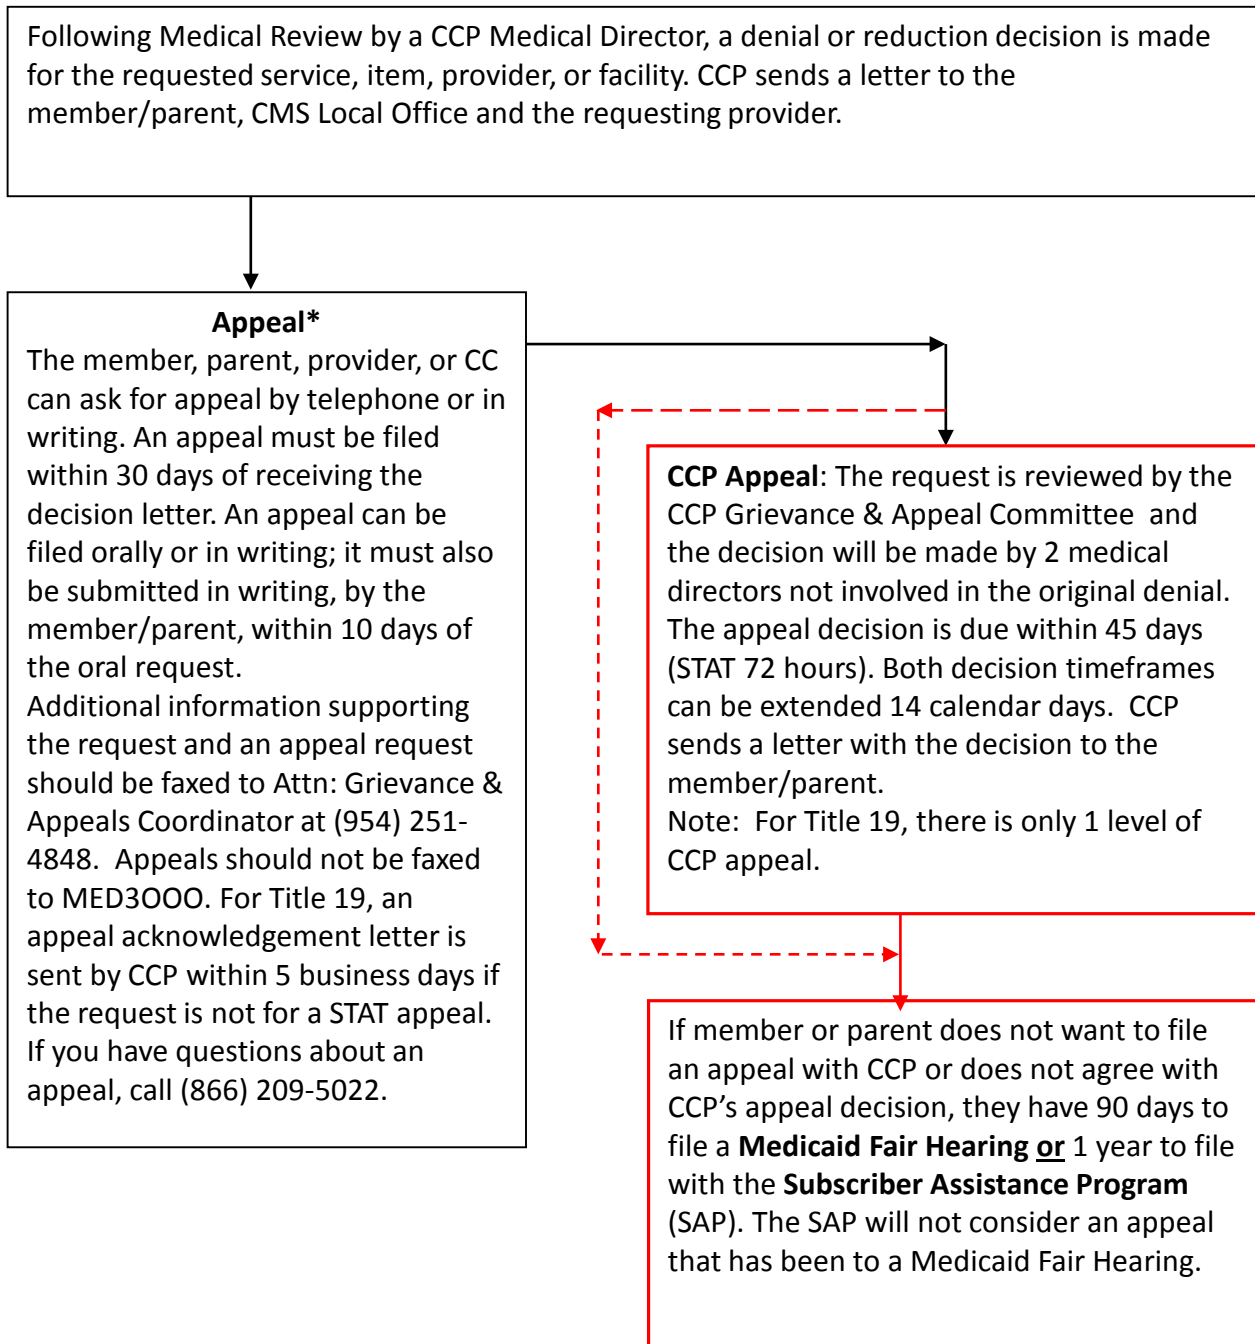 Following Medical Review by a CCP Medical Director, a denial or reduction decision is made
for the requested service, item, provider, or facility. CCP sends a letter to the
member/parent, CMS Local Office and the requesting provider.
Appeal*
The member, parent, provider, or CC
can ask for appeal by telephone or in
writing. An appeal must be filed
within 30 days of receiving the
decision letter. An appeal can be
filed orally or in writing; it must also
be submitted in writing, by the
member/parent, within 10 days of
the oral request.
Additional information supporting
the request and an appeal request
should be faxed to Attn: Grievance &
Appeals Coordinator at (954) 251-
4848. Appeals should not be faxed
to MED3OOO. For Title 19, an
appeal acknowledgement letter is
sent by CCP within 5 business days if
the request is not for a STAT appeal.
If you have questions about an
appeal, call (866) 209-5022.
CCP Appeal: The request is reviewed by the
CCP Grievance & Appeal Committee and
the decision will be made by 2 medical
directors not involved in the original denial.
The appeal decision is due within 45 days
(STAT 72 hours). Both decision timeframes
can be extended 14 calendar days. CCP
sends a letter with the decision to the
member/parent.
Note: For Title 19, there is only 1 level of
CCP appeal.
If member or parent does not want to file
an appeal with CCP or does not agree with
CCP’s appeal decision, they have 90 days to
file a Medicaid Fair Hearing or 1 year to file
with the Subscriber Assistance Program
(SAP). The SAP will not consider an appeal
that has been to a Medicaid Fair Hearing.